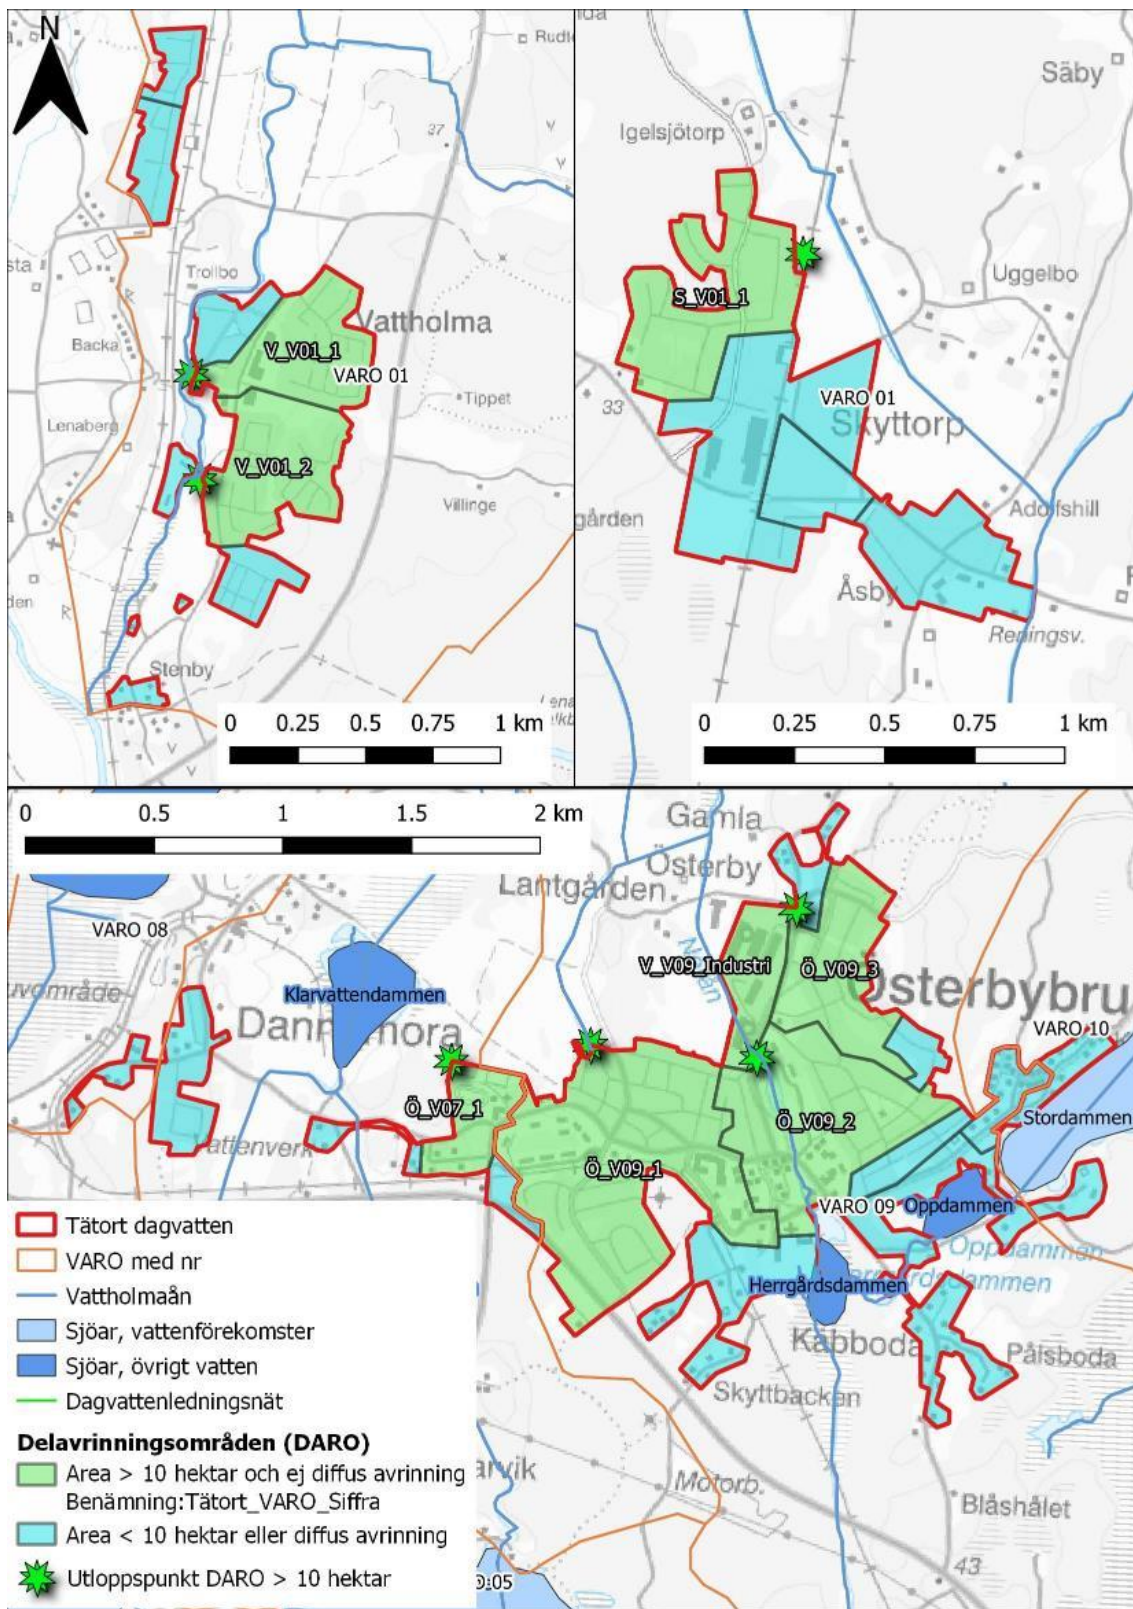 N
Rudl
37
sta
Trollbo
Backa
Vattholma
V_V01_1
VARO 01
Tippet
Lenaberg
V_V01_2
Villinge
den
Stenby
0 0.25 0.5 0.75 1 km
Säby
Igelsjötorp
Uggelbo
S_V01_1
33
VARO 01
Skyttorp
gården
Adolfshill
Åsby
Reningsv.
0 0.25 0.5 0.75 1 km
0 0.5 1 1.5 2 km
Gamla
Österby
Lantgården
VARO 08
V_V09_Industri
Ö_V09_3
Klarvattendammen
Österbybru
Dannemora
VARO 10
Ö_V07_1
Ö_V09_2
Stordammen
Vattenverk
Ö_V09_1
VARO 09
Oppdammen
Oppdammen
Herrgårdsdammen
Kabboda
Pålsboda
Skyttbacken
Motorb.
Blåshålet
43
Tätort dagvatten
VARO med nr
Vattholmaån
Sjöar, vattenförekomster
Sjöar, övrigt vatten
Dagvattenledningsnät
Delavrinningsområden (DARO)
Area > 10 hektar och ej diffus avrinning
Benämning:Tätort_VARO_Siffra
Area < 10 hektar eller diffus avrinning
Utloppspunkt DARO > 10 hektar